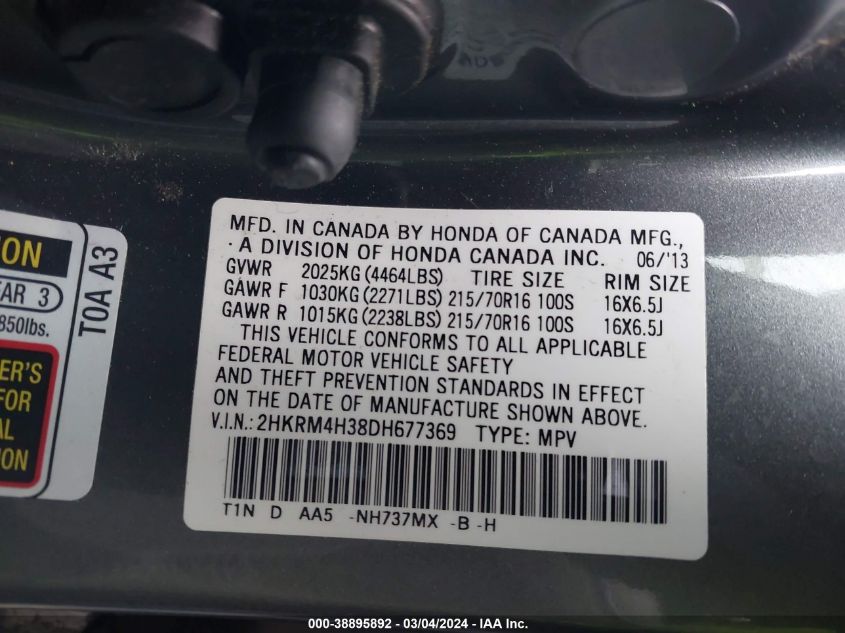 MFD. IN CANADA BY HONDA OF CANADA MFG.,
A DIVISION OF HONDA CANADA INC. 06/'13
GVWR 2025KG (4464LBS) TIRE SIZE RIM SIZE
GAWR F 1030KG (2271LBS) 215/70R16 100S 16X6.5J
GAWR R 1015KG (2238LBS) 215/70R16 100S 16X6.5J
THIS VEHICLE CONFORMS TO ALL APPLICABLE
FEDERAL MOTOR VEHICLE SAFETY
AND THEFT PREVENTION STANDARDS IN EFFECT
ON THE DATE OF MANUFACTURE SHOWN ABOVE.
V.I.N.: 2HKRM4H38DH677369 TYPE: MPV
T1N D AA5 -NH737MX -B -H
ION
EAR 3
850lbs.
ER'S
FOR
AL
ION
T0A A3
000-38895892 - 03/04/2024 - IAA Inc.